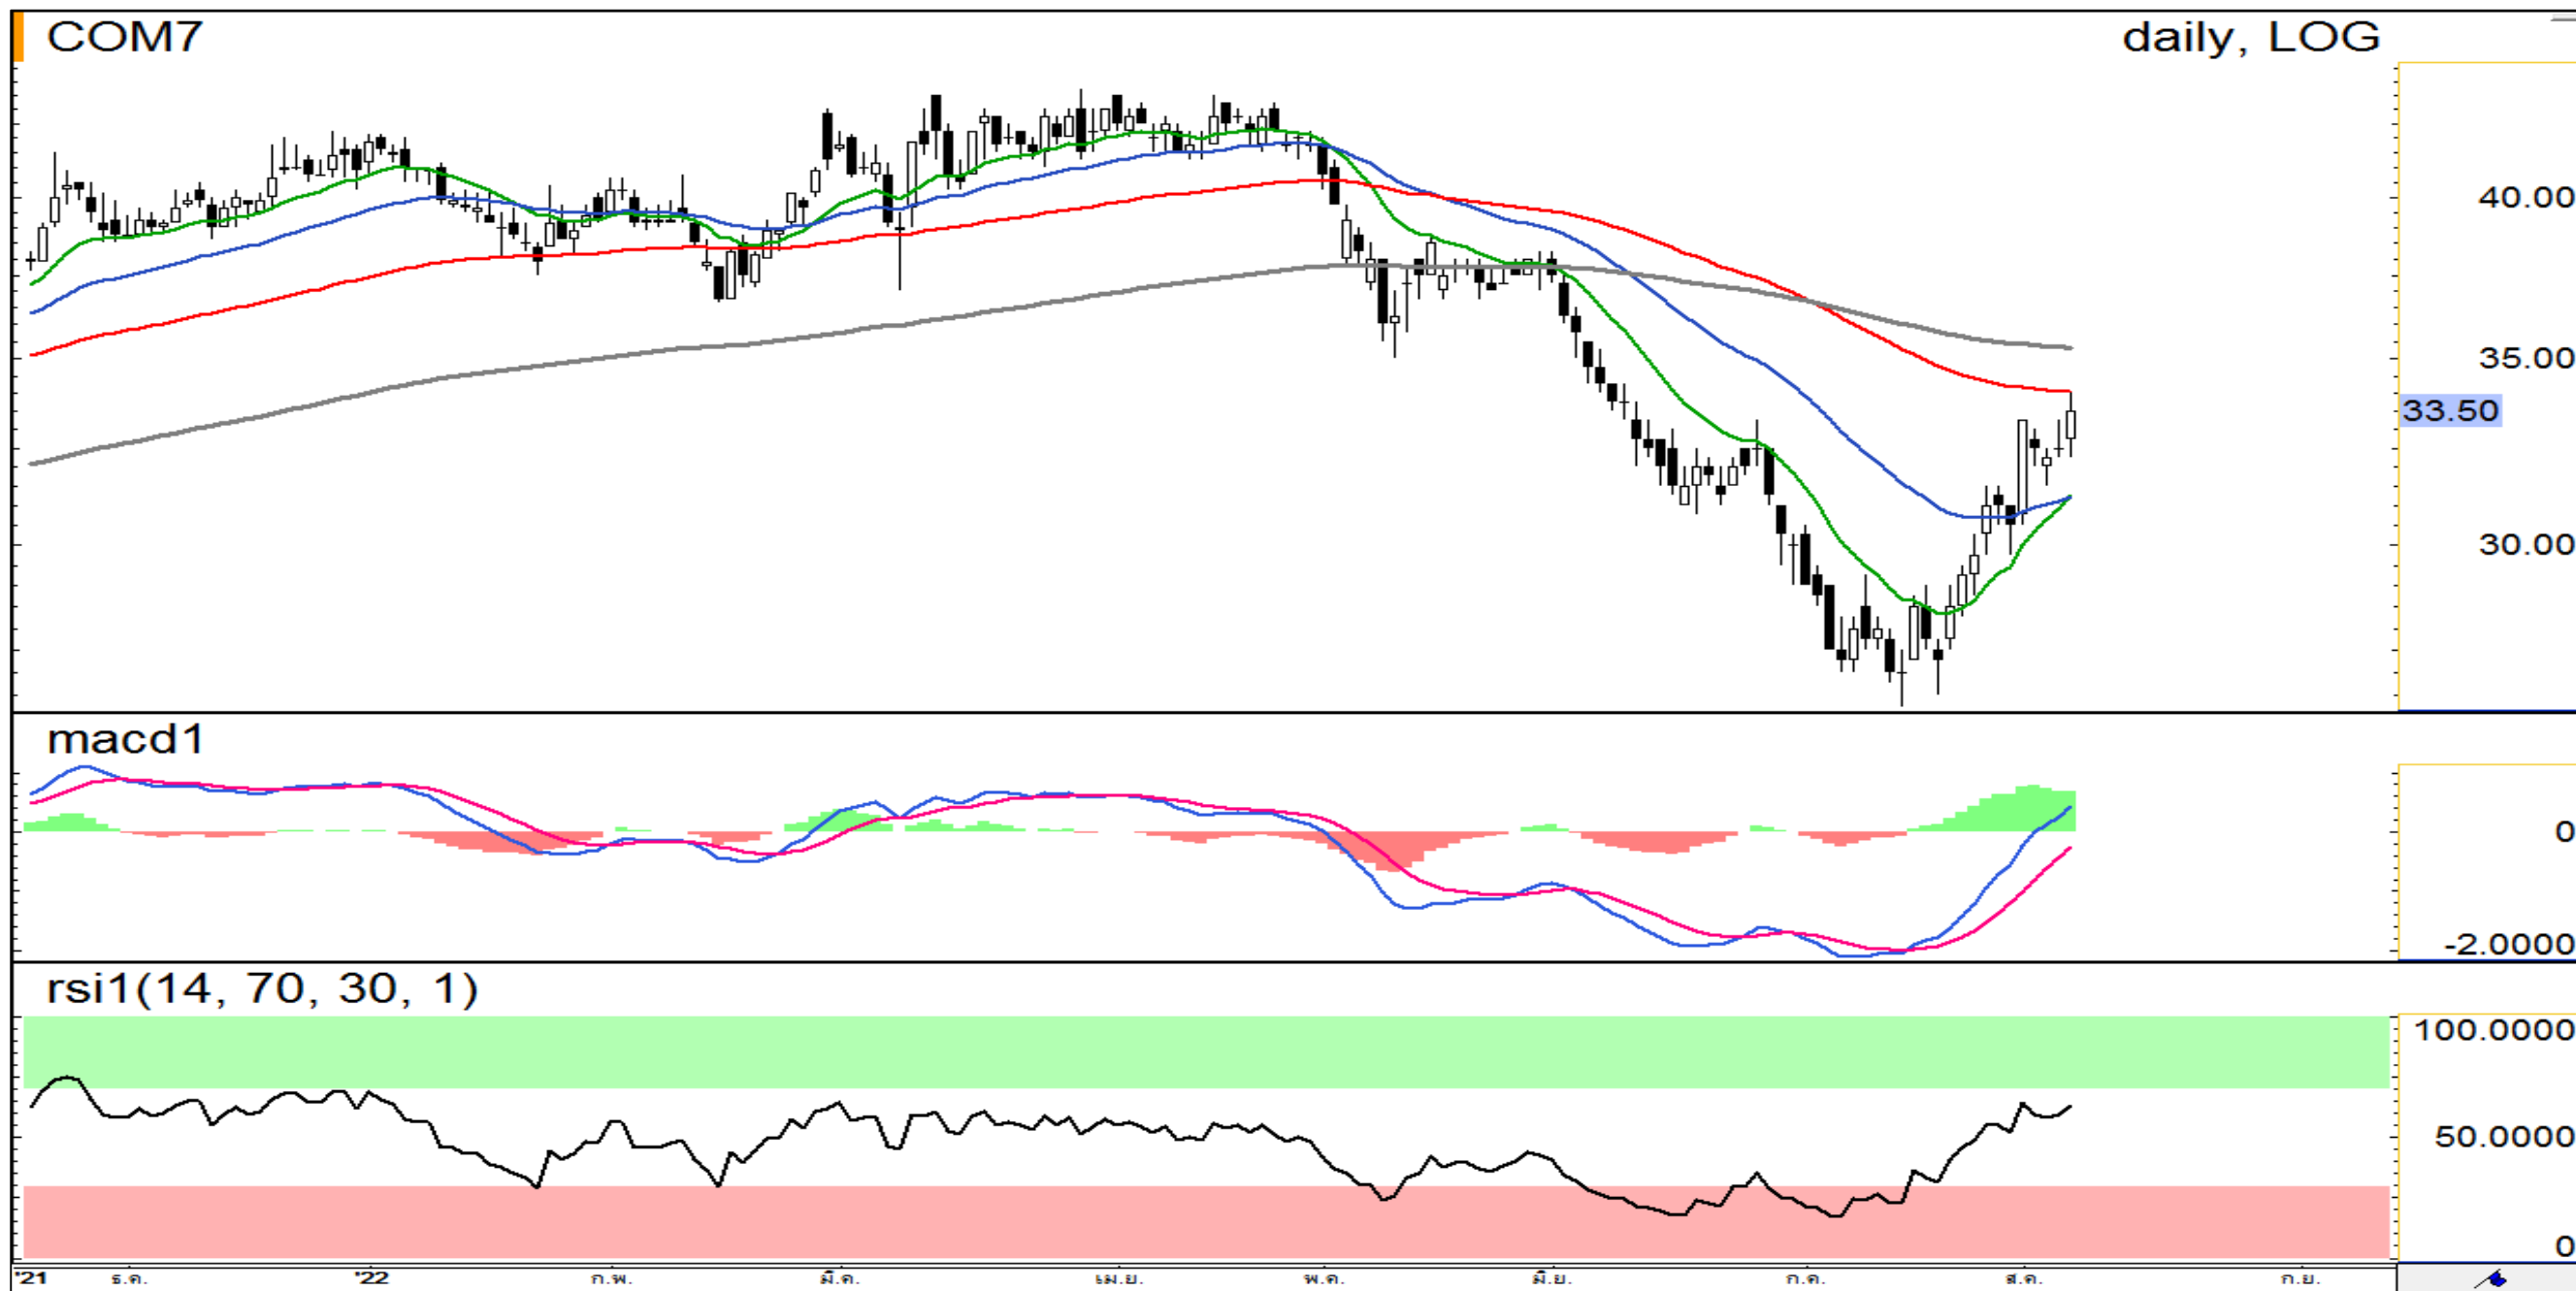 COM7
daily, LOG
40.00
35.00
33.50
30.00
macd1
0
-2.0000
rsi1(14, 70, 30, 1)
100.0000
50.0000
0
'21 ธ.ค. '22 ก.พ. มี.ค. เม.ย. พ.ค. มิ.ย. ก.ค. ส.ค. ก.ย.